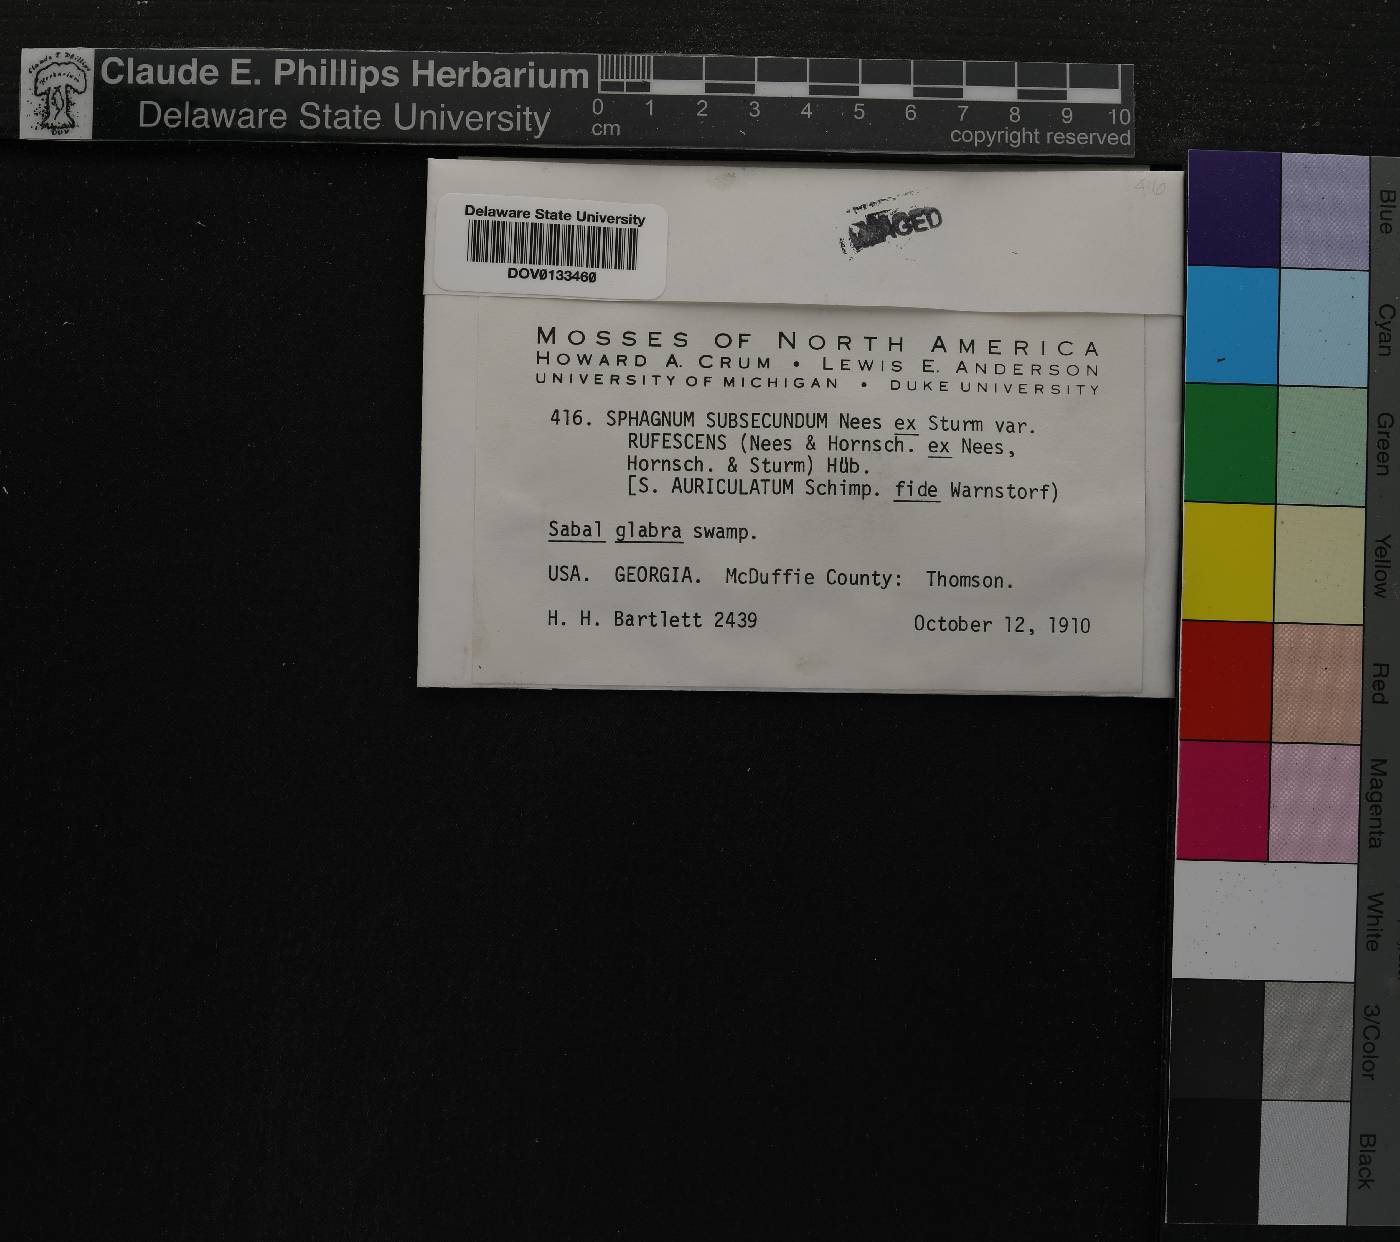 Claude E. Phillips Herbarium
Delaware State University
0 1 2 3 4 5 6 7 8 9 10
cm
copyright reserved
416
Delaware State University
DOV0133460
IMAGED
MOSSES OF NORTH AMERICA
HOWARD A. CRUM • LEWIS E. ANDERSON
UNIVERSITY OF MICHIGAN • DUKE UNIVERSITY
416. SPHAGNUM SUBSECUNDUM Nees ex Sturm var.
RUFESCENS (Nees & Hornsch. ex Nees,
Hornsch. & Sturm) Hüb.
[S. AURICULATUM Schimp. fide Warnstorf)
Sabal glabra swamp.
USA. GEORGIA. McDuffie County: Thomson.
H. H. Bartlett 2439 October 12, 1910
Blue
Cyan
Green
Yellow
Red
Magenta
White
3/Color
Black